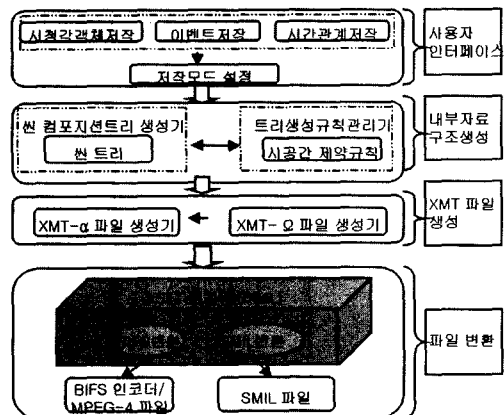 시청각객체저작 이벤트저작 시간관계저작
저작모드 설정
사용자
인터페이스
씬 컴포지션트리 생성기 트리생성규칙관리기
씬 트리 시공간 제약규칙
내부자료
구조생성
XMT-α 파일 생성기 XMT- Ω 파일 생성기
XMT 파일
생성
파일 변환
BIFS 인코더/
MPEG-4 파일
SMIL 파일